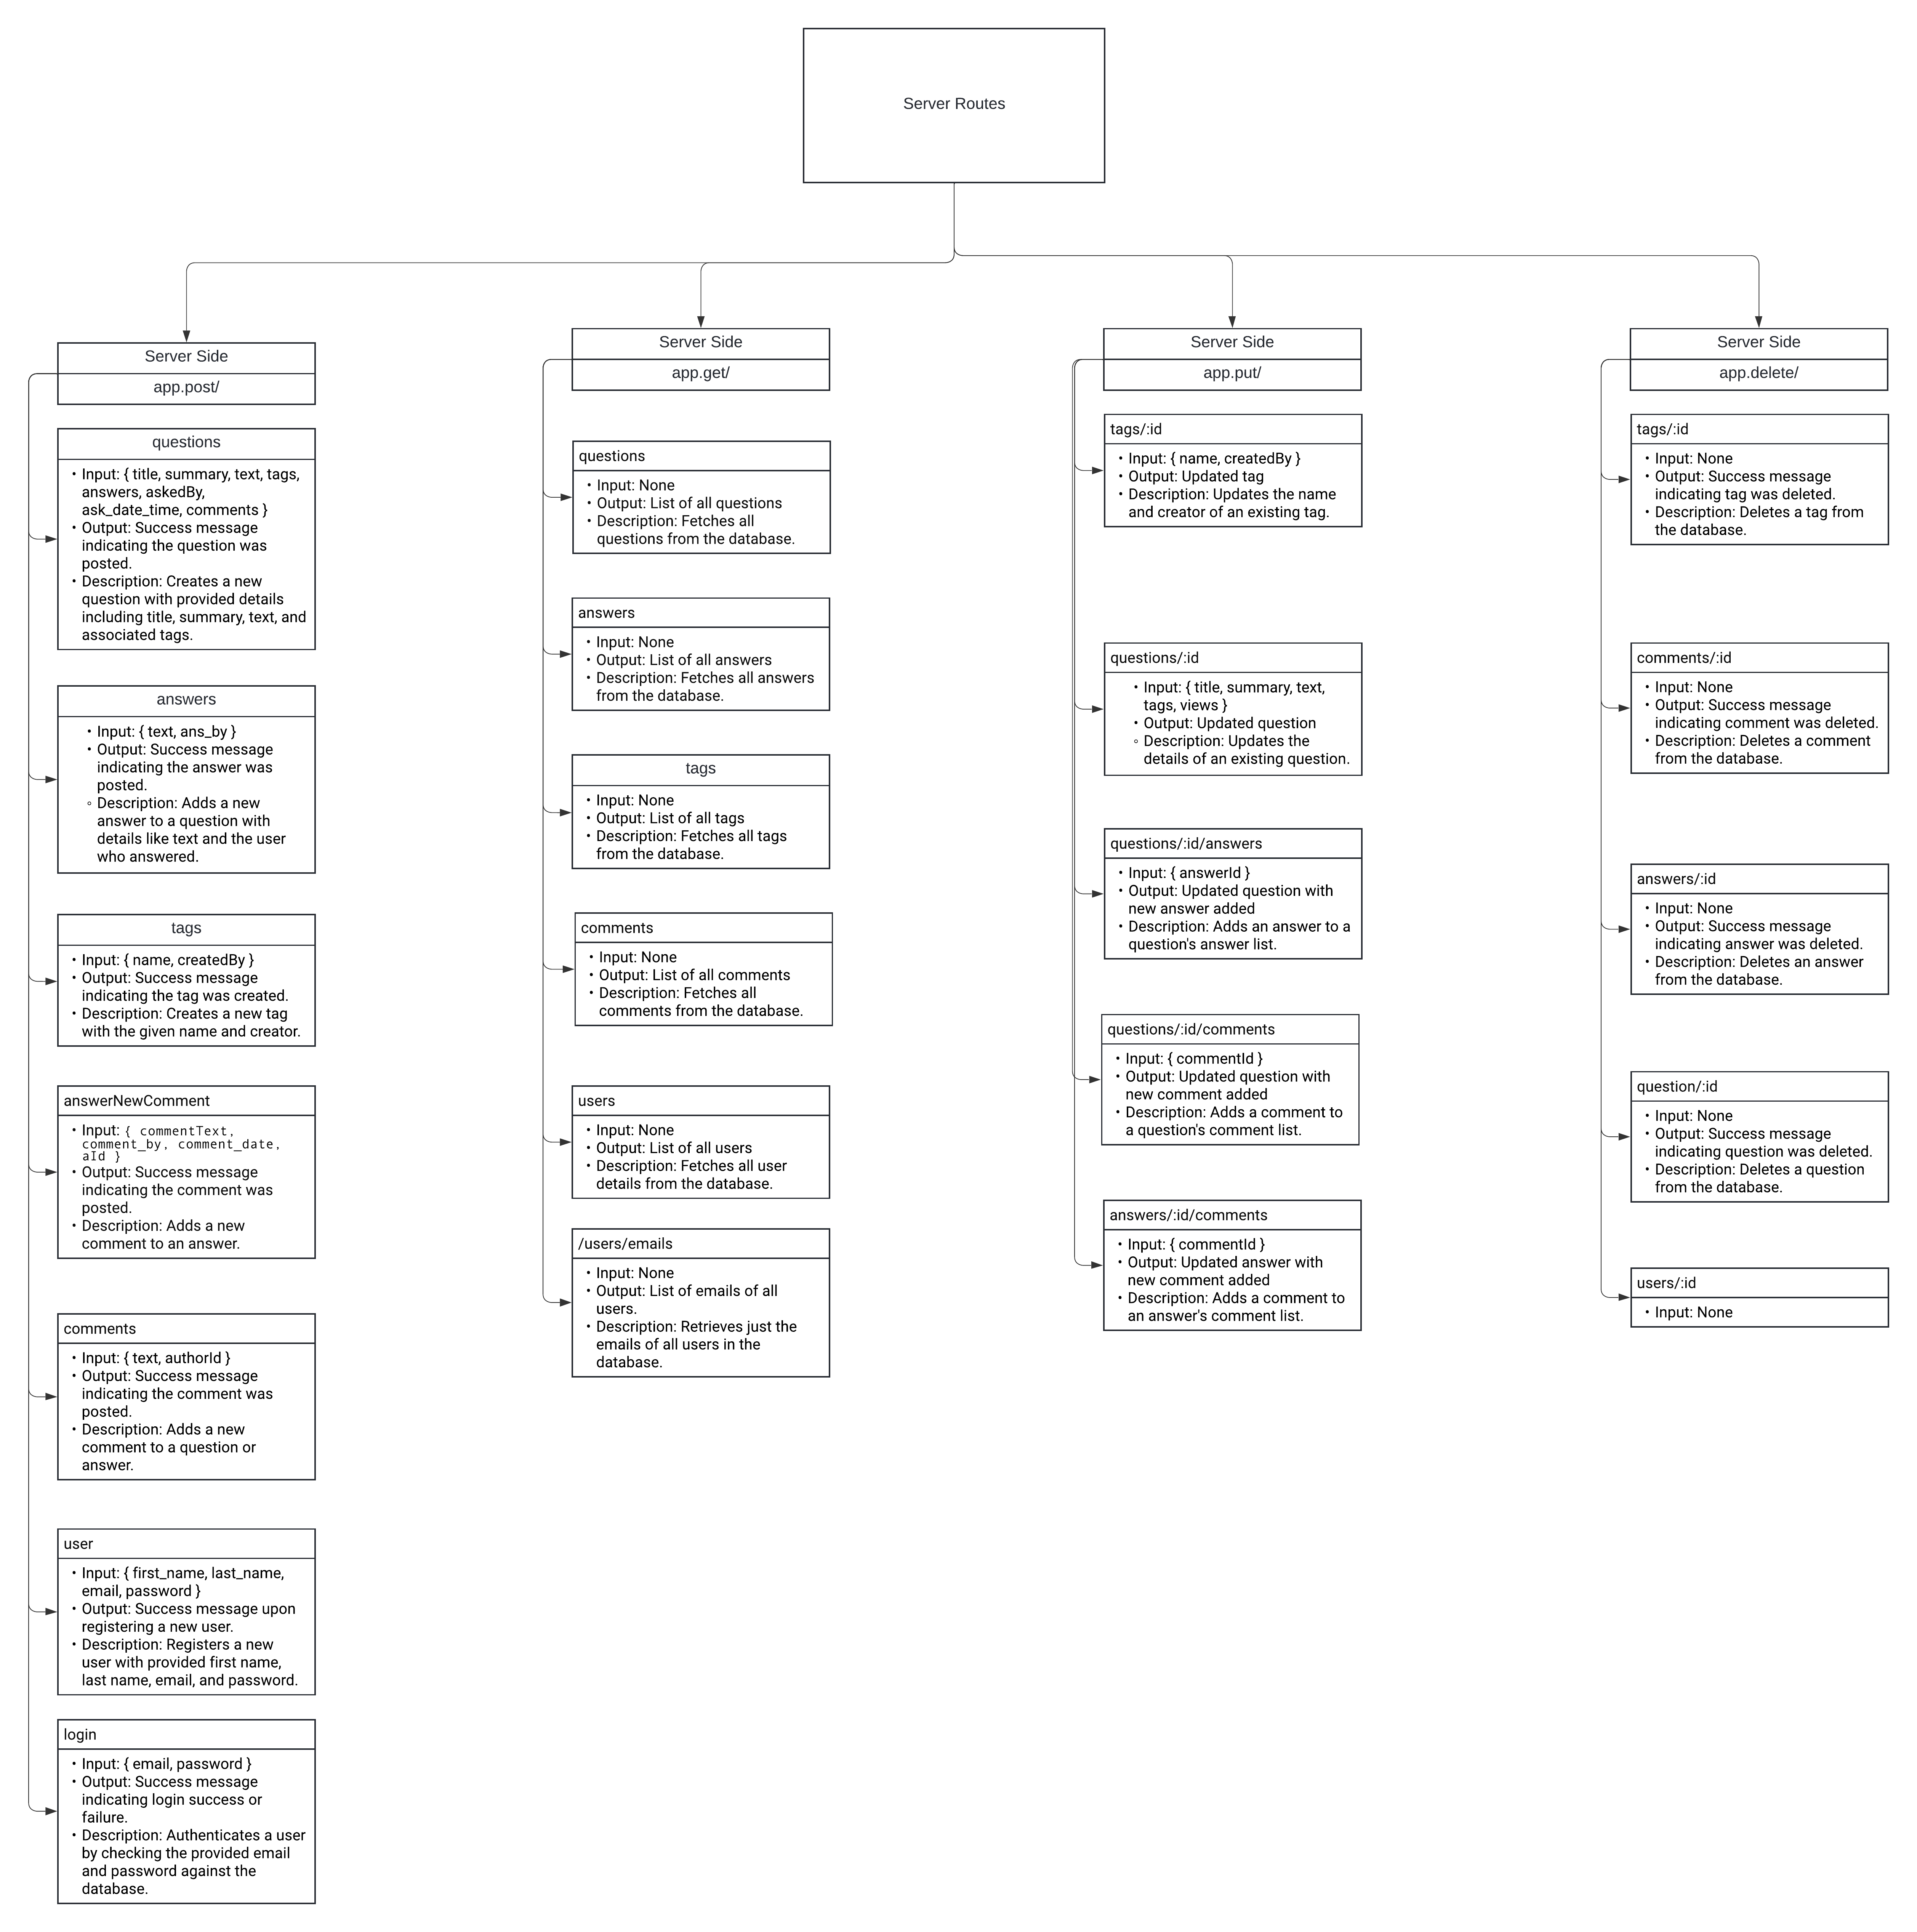 Server Routes
Server Side
app.post/
questions
• Input: { title, summary, text, tags,
answers, askedBy,
ask_date_time, comments }
• Output: Success message
indicating the question was
posted.
• Description: Creates a new
question with provided details
including title, summary, text, and
associated tags.
answers
• Input: { text, ans_by }
• Output: Success message
indicating the answer was
posted.
◦ Description: Adds a new
answer to a question with
details like text and the user
who answered.
tags
• Input: { name, createdBy }
• Output: Success message
indicating the tag was created.
• Description: Creates a new tag
with the given name and creator.
answerNewComment
• Input: { commentText,
comment_by, comment_date,
aId }
• Output: Success message
indicating the comment was
posted.
• Description: Adds a new
comment to an answer.
comments
• Input: { text, authorId }
• Output: Success message
indicating the comment was
posted.
• Description: Adds a new
comment to a question or
answer.
user
• Input: { first_name, last_name,
email, password }
• Output: Success message upon
registering a new user.
• Description: Registers a new
user with provided first name,
last name, email, and password.
login
• Input: { email, password }
• Output: Success message
indicating login success or
failure.
• Description: Authenticates a user
by checking the provided email
and password against the
database.
Server Side
app.get/
questions
• Input: None
• Output: List of all questions
• Description: Fetches all
questions from the database.
answers
• Input: None
• Output: List of all answers
• Description: Fetches all answers
from the database.
tags
• Input: None
• Output: List of all tags
• Description: Fetches all tags
from the database.
comments
• Input: None
• Output: List of all comments
• Description: Fetches all
comments from the database.
users
• Input: None
• Output: List of all users
• Description: Fetches all user
details from the database.
/users/emails
• Input: None
• Output: List of emails of all
users.
• Description: Retrieves just the
emails of all users in the
database.
Server Side
app.put/
tags/:id
• Input: { name, createdBy }
• Output: Updated tag
• Description: Updates the name
and creator of an existing tag.
questions/:id
• Input: { title, summary, text,
tags, views }
• Output: Updated question
◦ Description: Updates the
details of an existing question.
questions/:id/answers
• Input: { answerId }
• Output: Updated question with
new answer added
• Description: Adds an answer to a
question's answer list.
questions/:id/comments
• Input: { commentId }
• Output: Updated question with
new comment added
• Description: Adds a comment to
a question's comment list.
answers/:id/comments
• Input: { commentId }
• Output: Updated answer with
new comment added
• Description: Adds a comment to
an answer's comment list.
Server Side
app.delete/
tags/:id
• Input: None
• Output: Success message
indicating tag was deleted.
• Description: Deletes a tag from
the database.
comments/:id
• Input: None
• Output: Success message
indicating comment was deleted.
• Description: Deletes a comment
from the database.
answers/:id
• Input: None
• Output: Success message
indicating answer was deleted.
• Description: Deletes an answer
from the database.
question/:id
• Input: None
• Output: Success message
indicating question was deleted.
• Description: Deletes a question
from the database.
users/:id
• Input: None